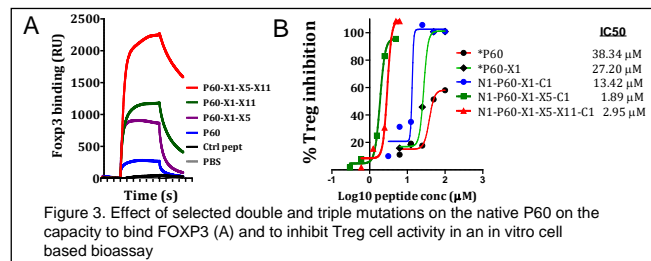 A
Foxp3 binding (RU)
2500
2000
1500
1000
500
0
Time (s)
P60-X1-X5-X11
P60-X1-X11
P60-X1-X5
P60
Ctrl pept
PBS
B
% Treg inhibition
100
80
60
40
20
-1
0
1
2
3
Log10 peptide conc (µM)
IC50
*P60 38.34 µM
*P60-X1 27.20 µM
N1-P60-X1-C1 13.42 µM
N1-P60-X1-X5-C1 1.89 µM
N1-P60-X1-X5-X11-C1 2.95 µM
Figure 3. Effect of selected double and triple mutations on the native P60 on the
capacity to bind FOXP3 (A) and to inhibit Treg cell activity in an in vitro cell
based bioassay